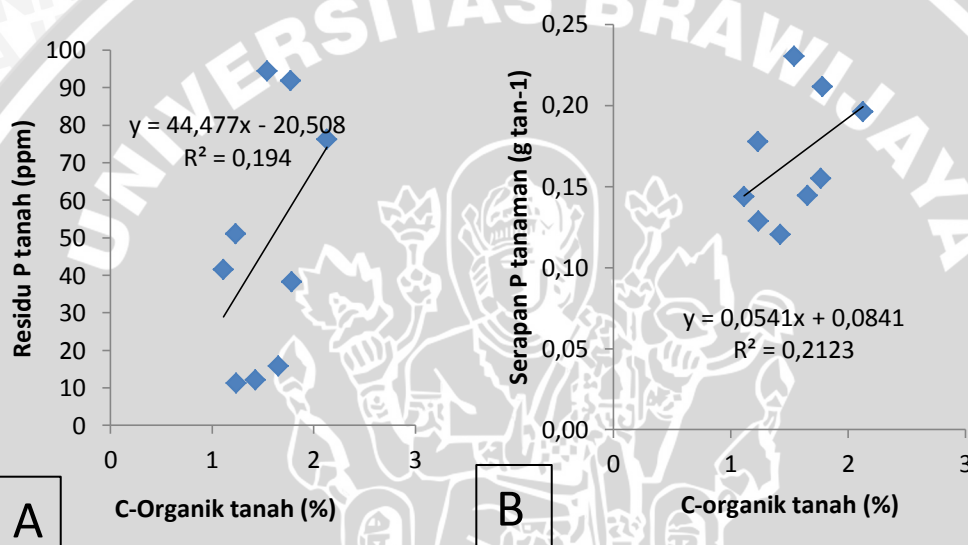 UNIVERSITAS BRAWIJAYA
Residu P tanah (ppm)
100
90
80
70
60
50
40
30
20
10
0
y = 44,477x - 20,508
R² = 0,194
0 1 2 3
C-Organik tanah (%)
A
Serapan P tanaman (g tan-1)
0,25
0,20
0,15
0,10
0,05
0,00
y = 0,0541x + 0,0841
R² = 0,2123
0 1 2 3
C-organik tanah (%)
B